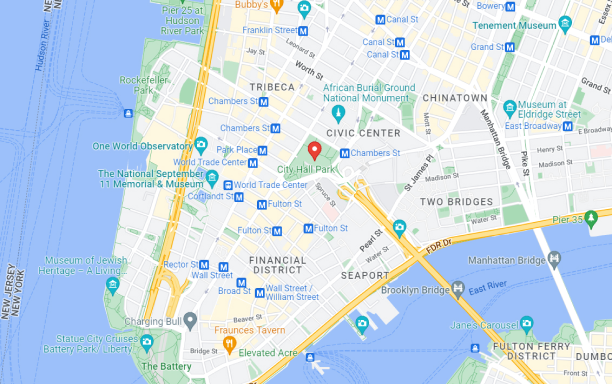 Pier 25 at
Hudson
River Park
Bubby's
Canal St
Bowery
Essex
Tenement Museum
Franklin Street
Leonard St
Canal St
Canal St
Grand St
Jay St
Worth St
Grand St
Hudson River
Rockefeller
Park
TRIBECA
African Burial Ground
National Monument
CHINATOWN
Chambers St
Museum at
Eldridge Street
Chambers St
CIVIC CENTER
Mott St
East Broadway
Manhattan Bridge
One World Observatory
Park Place
Chambers St
Henry St
World Trade Center
City Hall Park
St James Pl
Madison St
Madison St
Pike St
The National September
11 Memorial & Museum
World Trade Center
Cortlandt St
Spruce St
Fulton St
TWO BRIDGES
Water St
Pier 35
Fulton St
Fulton St
Pearl St
FDR Dr
Water St
Museum of Jewish
Heritage – A Living...
Rector St
Wall Street
FINANCIAL
DISTRICT
SEAPORT
Manhattan Bridge
NEW JERSEY
NEW YORK
Broad St
Wall Street /
William Street
Brooklyn Bridge
East River
Charging Bull
Beaver St
Jane's Carousel
Statue City Cruises
Battery Park/ Liberty
Fraunces Tavern
Bridge St
Elevated Acre
FULTON FERRY
DISTRICT
DUMBO
Front St
The Battery